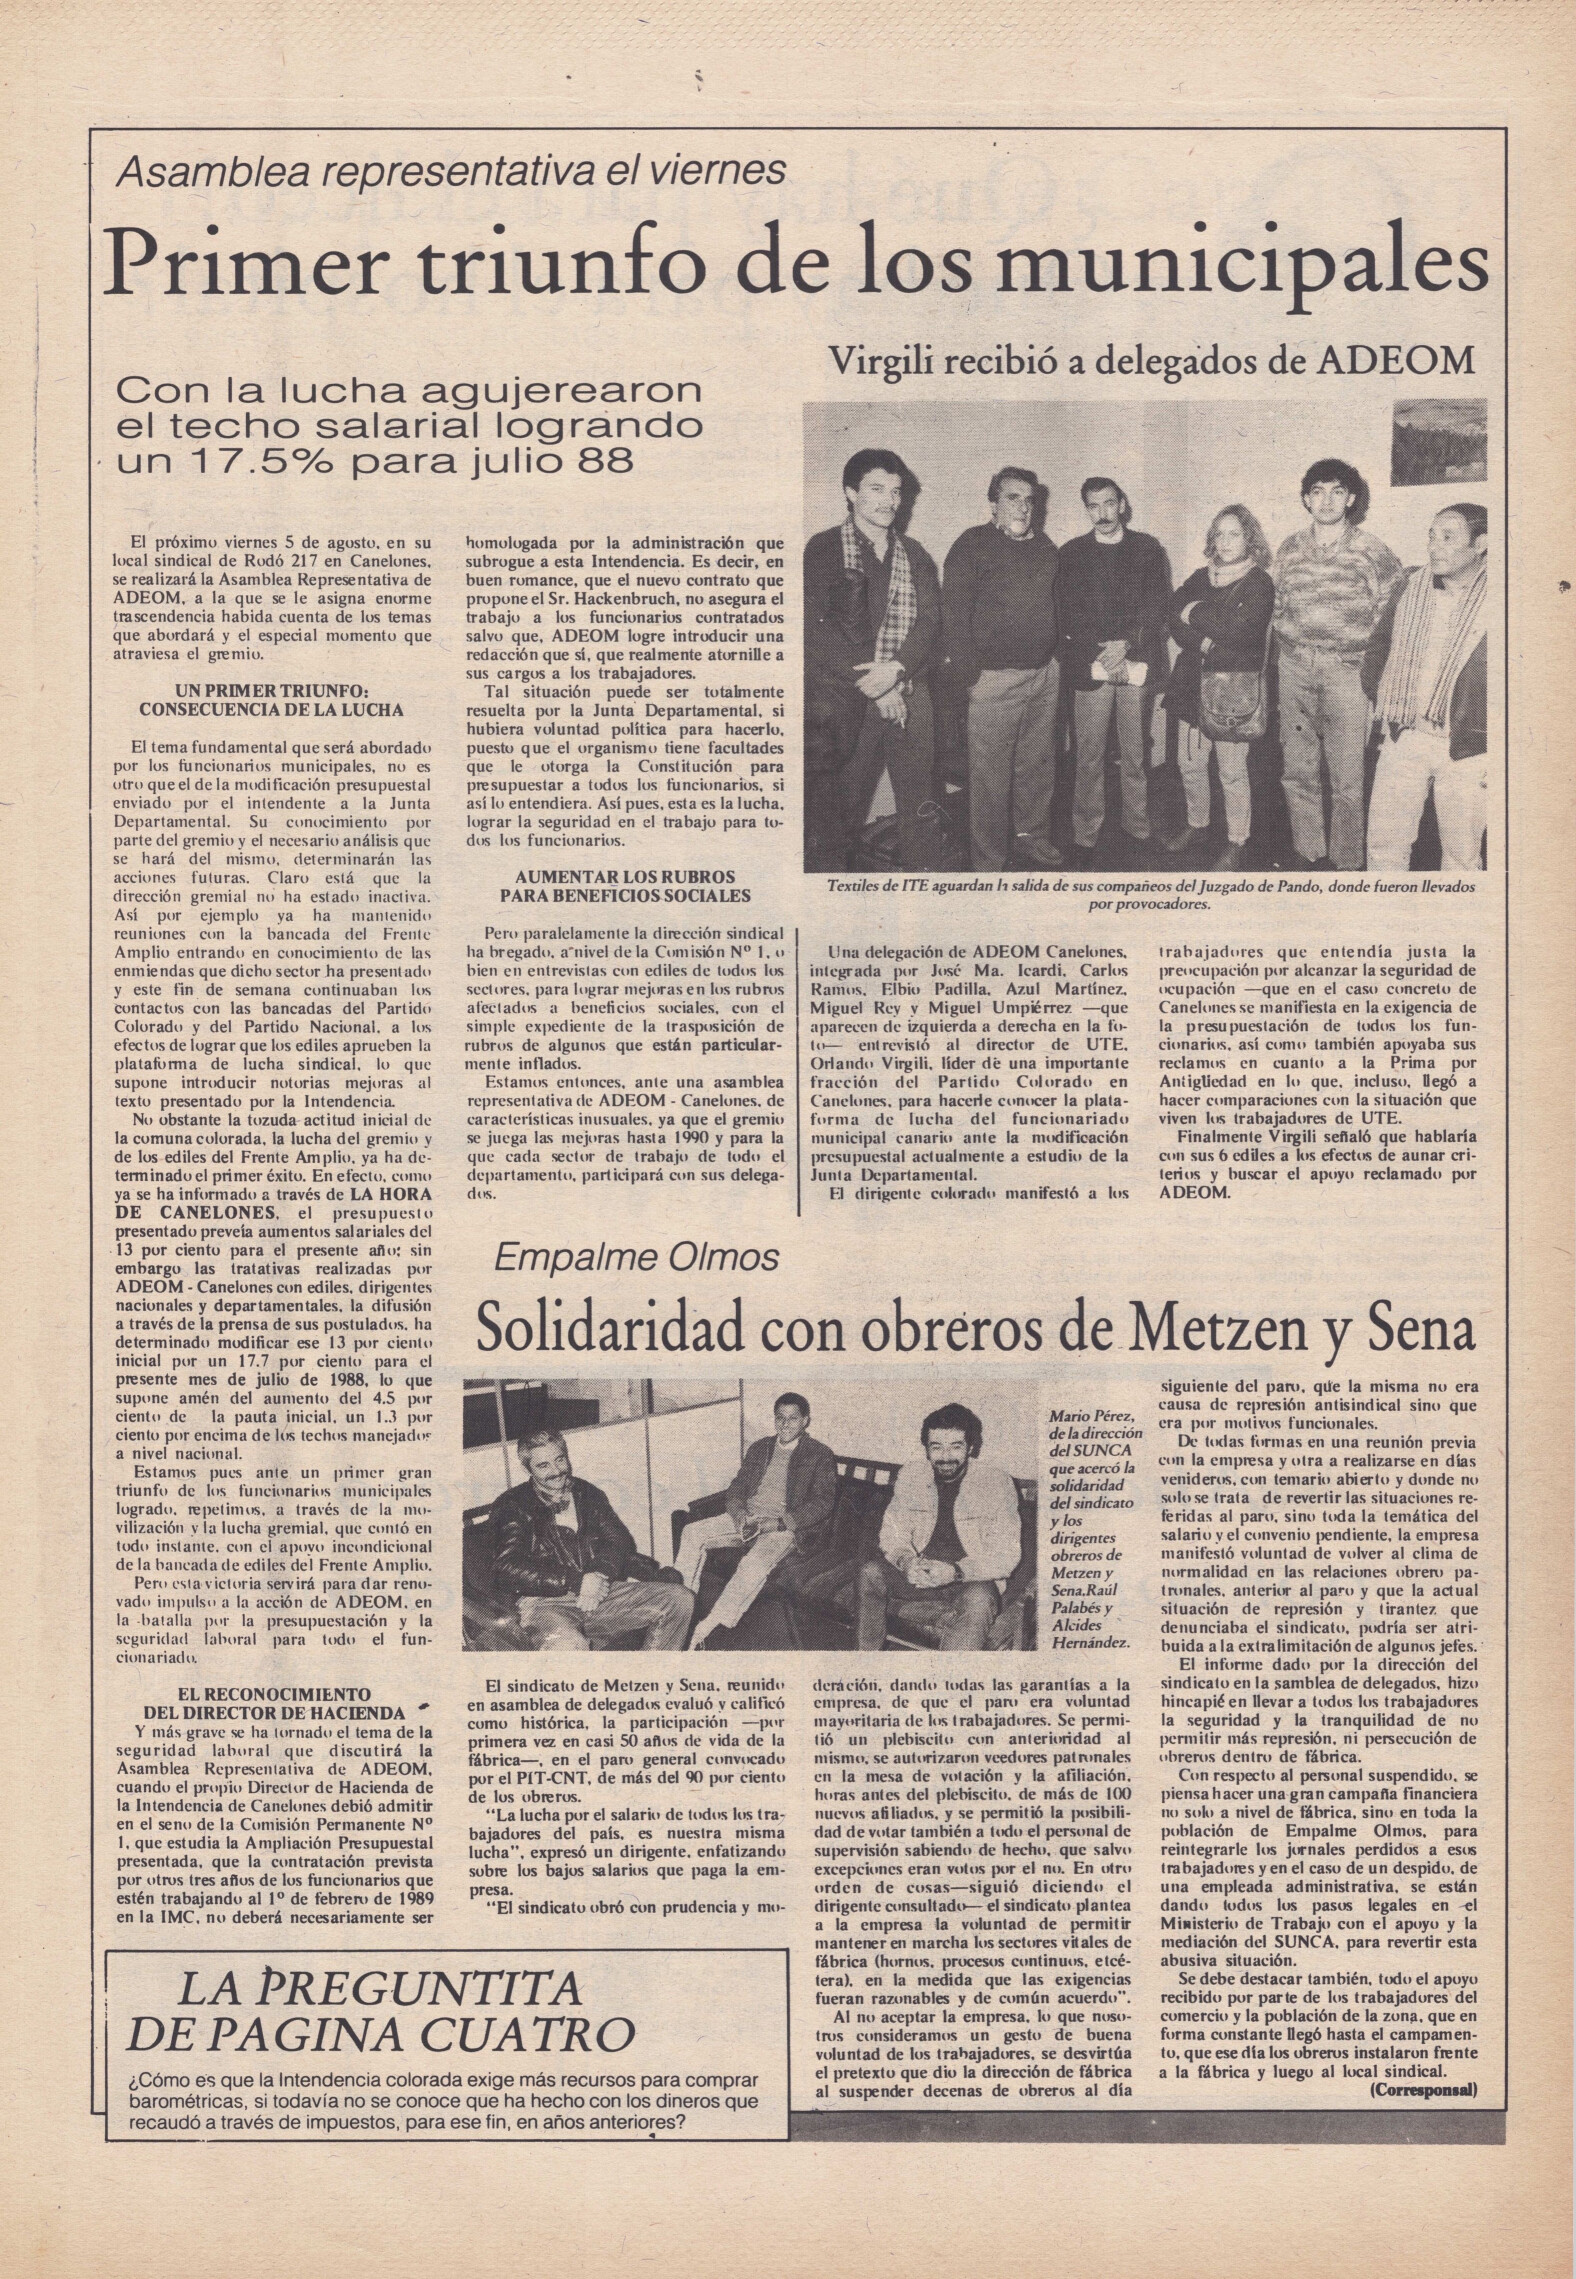 Asamblea representativa el viernes
Primer triunfo de los municipales
Con la lucha agujerearon
el techo salarial logrando
un 17.5% para julio 88
El próximo viernes 5 de agosto, en su
local sindical de Rodó 217 en Canelones,
se realizará la Asamblea Representativa de
ADEOM, a la que se le asigna enorme
trascendencia habida cuenta de los temas
que abordará y el especial momento que
atraviesa el gremio.
UN PRIMER TRIUNFO:
CONSECUENCIA DE LA LUCHA
El tema fundamental que será abordado
por los funcionarios municipales, no es
otro que el de la modificación presupuestal
enviado por el intendente a la Junta
Departamental. Su conocimiento por
parte del gremio y el necesario análisis que
se hará del mismo, determinarán las
acciones futuras. Claro está que la
dirección gremial no ha estado inactiva.
Así por ejemplo ya ha mantenido
reuniones con la bancada del Frente
Amplio entrando en conocimiento de las
enmiendas que dicho sector ha presentado
y este fin de semana continuaban los
contactos con las bancadas del Partido
Colorado y del Partido Nacional, a los
efectos de lograr que los ediles aprueben la
plataforma de lucha sindical, lo que
supone introducir notorias mejoras al
texto presentado por la Intendencia.
No obstante la tozuda actitud inicial de
la comuna colorada, la lucha del gremio y
de los ediles del Frente Amplio, ya ha de-
terminado el primer éxito. En efecto, como
ya se ha informado a través de LA HORA
DE CANELONES, el presupuesto
presentado preveía aumentos salariales del
13 por ciento para el presente año; sin
embargo las tratativas realizadas por
ADEOM - Canelones con ediles, dirigentes
nacionales y departamentales, la difusión
a través de la prensa de sus postulados, ha
determinado modificar ese 13 por ciento
inicial por un 17.7 por ciento para el
presente mes de julio de 1988, lo que
supone amén del aumento del 4.5 por
ciento de la pauta inicial, un 1.3 por
ciento por encima de los techos manejados
a nivel nacional.
Estamos pues ante un primer gran
triunfo de los funcionarios municipales
logrado, repetimos, a través de la mo-
vilización y la lucha gremial, que contó en
todo instante, con el apoyo incondicional
de la bancada de ediles del Frente Amplio.
Pero esta victoria servirá para dar reno-
vado impulso a la acción de ADEOM, en
la batalla por la presupuestación y la
seguridad laboral para todo el fun-
cionariado.
EL RECONOCIMIENTO
DEL DIRECTOR DE HACIENDA
Y más grave se ha tornado el tema de la
seguridad laboral que discutirá la
Asamblea Representativa de ADEOM,
cuando el propio Director de Hacienda de
la Intendencia de Canelones debió admitir
en el seno de la Comisión Permanente Nº
1, que estudia la Ampliación Presupuestal
presentada, que la contratación prevista
por otros tres años de los funcionarios que
estén trabajando al 1º de febrero de 1989
en la IMC, no deberá necesariamente ser
homologada por la administración que
subrogue a esta Intendencia. Es decir, en
buen romance, que el nuevo contrato que
propone el Sr. Hackenbruch, no asegura el
trabajo a los funcionarios contratados
salvo que, ADEOM logre introducir una
redacción que sí, que realmente atornille a
sus cargos a los trabajadores.
Tal situación puede ser totalmente
resuelta por la Junta Departamental, si
hubiera voluntad política para hacerlo,
puesto que el organismo tiene facultades
que le otorga la Constitución para
presupuestar a todos los funcionarios, si
así lo entendiera. Así pues, esta es la lucha,
lograr la seguridad en el trabajo para to-
dos los funcionarios.
AUMENTAR LOS RUBROS
PARA BENEFICIOS SOCIALES
Pero paralelamente la dirección sindical
ha bregado, a nivel de la Comisión Nº 1, o
bien en entrevistas con ediles de todos los
sectores, para lograr mejoras en los rubros
afectados a beneficios sociales, con el
simple expediente de la trasposición de
rubros de algunos que están particular-
mente inflados.
Estamos entonces, ante una asamblea
representativa de ADEOM - Canelones, de
características inusuales, ya que el gremio
se juega las mejoras hasta 1990 y para la
que cada sector de trabajo de todo el
departamento, participará con sus delega-
dos.
Virgili recibió a delegados de ADEOM
Textiles de ITE aguardan la salida de sus compañeos del Juzgado de Pando, donde fueron llevados
por provocadores.
Una delegación de ADEOM Canelones,
integrada por José Ma. Icardi, Carlos
Ramos, Elbio Padilla, Azul Martínez,
Miguel Rey y Miguel Umpiérrez —que
aparecen de izquierda a derecha en la fo-
to— entrevistó al director de UTE,
Orlando Virgili, líder de una importante
fracción del Partido Colorado en
Canelones, para hacerle conocer la plata-
forma de lucha del funcionariado
municipal canario ante la modificación
presupuestal actualmente a estudio de la
Junta Departamental.
El dirigente colorado manifestó a los
trabajadores que entendía justa la
preocupación por alcanzar la seguridad de
ocupación —que en el caso concreto de
Canelones se manifiesta en la exigencia de
la presupuestación de todos los fun-
cionarios, así como también apoyaba sus
reclamos en cuanto a la Prima por
Antigüedad en lo que, incluso, llegó a
hacer comparaciones con la situación que
viven los trabajadores de UTE.
Finalmente Virgili señaló que hablaría
con sus 6 ediles a los efectos de aunar cri-
terios y buscar el apoyo reclamado por
ADEOM.
Empalme Olmos
Solidaridad con obreros de Metzen y Sena
Mario Pérez,
de la dirección
del SUNCA
que acercó la
solidaridad
del sindicato
y los
dirigentes
obreros de
Metzen y
Sena,Raúl
Palabés y
Alcides
Hernández.
El sindicato de Metzen y Sena, reunido
en asamblea de delegados evaluó y calificó
como histórica, la participación —por
primera vez en casi 50 años de vida de la
fábrica—, en el paro general convocado
por el PIT-CNT, de más del 90 por ciento
de los obreros.
“La lucha por el salario de todos los tra-
bajadores del país, es nuestra misma
lucha”, expresó un dirigente, enfatizando
sobre los bajos salarios que paga la em-
presa.
“El sindicato obró con prudencia y mo-
deración, dando todas las garantías a la
empresa, de que el paro era voluntad
mayoritaria de los trabajadores. Se permi-
tió un plebiscito con anterioridad al
mismo, se autorizaron veedores patronales
en la mesa de votación y la afiliación,
horas antes del plebiscito, de más de 100
nuevos afiliados, y se permitió la posibili-
dad de votar también a todo el personal de
supervisión sabiendo de hecho, que salvo
excepciones eran votos por el no. En otro
orden de cosas—siguió diciendo el
dirigente consultado— el sindicato plantea
a la empresa la voluntad de permitir
mantener en marcha los sectores vitales de
fábrica (hornos, procesos continuos, etcé-
tera), en la medida que las exigencias
fueran razonables y de común acuerdo”.
Al no aceptar la empresa, lo que noso-
tros consideramos un gesto de buena
voluntad de los trabajadores, se desvirtúa
el pretexto que dio la dirección de fábrica
al suspender decenas de obreros al día
siguiente del paro, que la misma no era
causa de represión antisindical sino que
era por motivos funcionales.
De todas formas en una reunión previa
con la empresa y otra a realizarse en días
venideros, con temario abierto y donde no
solo se trata de revertir las situaciones re-
feridas al paro, sino toda la temática del
salario y el convenio pendiente, la empresa
manifestó voluntad de volver al clima de
normalidad en las relaciones obrero pa-
tronales, anterior al paro y que la actual
situación de represión y tirantez que
denunciaba el sindicato, podría ser atri-
buida a la extralimitación de algunos jefes.
El informe dado por la dirección del
sindicato en la samblea de delegados, hizo
hincapié en llevar a todos los trabajadores
la seguridad y la tranquilidad de no
permitir más represión, ni persecución de
obreros dentro de fábrica.
Con respecto al personal suspendido, se
piensa hacer una gran campaña financiera
no solo a nivel de fábrica, sino en toda la
población de Empalme Olmos, para
reintegrarle los jornales perdidos a esos
trabajadores y en el caso de un despido, de
una empleada administrativa, se están
dando todos los pasos legales en el
Ministerio de Trabajo con el apoyo y la
mediación del SUNCA, para revertir esta
abusiva situación.
Se debe destacar también, todo el apoyo
recibido por parte de los trabajadores del
comercio y la población de la zona, que en
forma constante llegó hasta el campamen-
to, que ese día los obreros instalaron frente
a la fábrica y luego al local sindical.
(Corresponsal)
LA PREGUNTITA
DE PAGINA CUATRO
¿Cómo es que la Intendencia colorada exige más recursos para comprar
barométricas, si todavía no se conoce que ha hecho con los dineros que
recaudó a través de impuestos, para ese fin, en años anteriores?